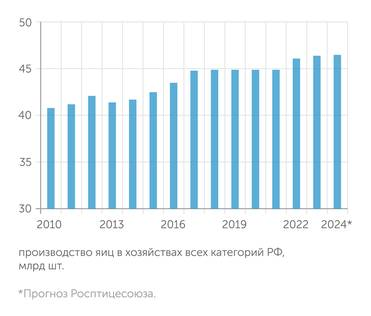 50
45
40
35
30
2010 2013 2016 2019 2022 2024*
производство яиц в хозяйствах всех категорий РФ,
млрд шт.
*Прогноз Росптицесоюза.